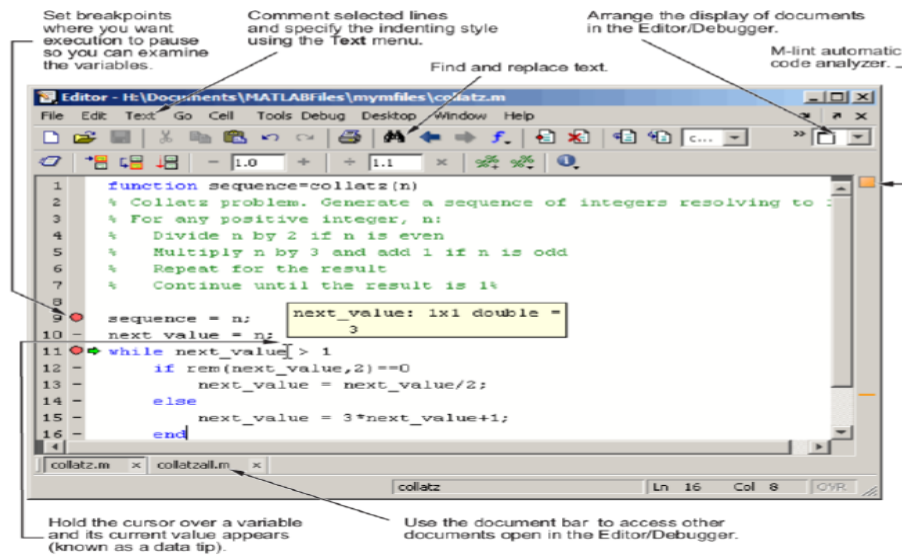 Set breakpoints
where you want
execution to pause
so you can examine
the variables.
Comment selected lines
and specify the indenting style
using the Text menu.
Find and replace text.
Arrange the display of documents
in the Editor/Debugger.
M-lint automatic
code analyzer.
Editor - H:\Documents\MATLABFiles\mymfiles\collatz.m
File Edit Text Go Cell Tools Debug Desktop Window Help
c... »
1.0 1.1
1 function sequence=collatz(n)
2 % Collatz problem. Generate a sequence of integers resolving to
3 % For any positive integer, n:
4 % Divide n by 2 if n is even
5 % Multiply n by 3 and add 1 if n is odd
6 % Repeat for the result
7 % Continue until the result is 1%
8
9 sequence = n;
next_value: 1x1 double =
3
10 - next_value = n;
11 while next_value > 1
12 - if rem(next_value,2)==0
13 - next_value = next_value/2;
14 - else
15 - next_value = 3*next_value+1;
16 - end
collatz.m × collatzall.m ×
collatz Ln 16 Col 8 OVR
Hold the cursor over a variable
and its current value appears
(known as a data tip).
Use the document bar to access other
documents open in the Editor/Debugger.